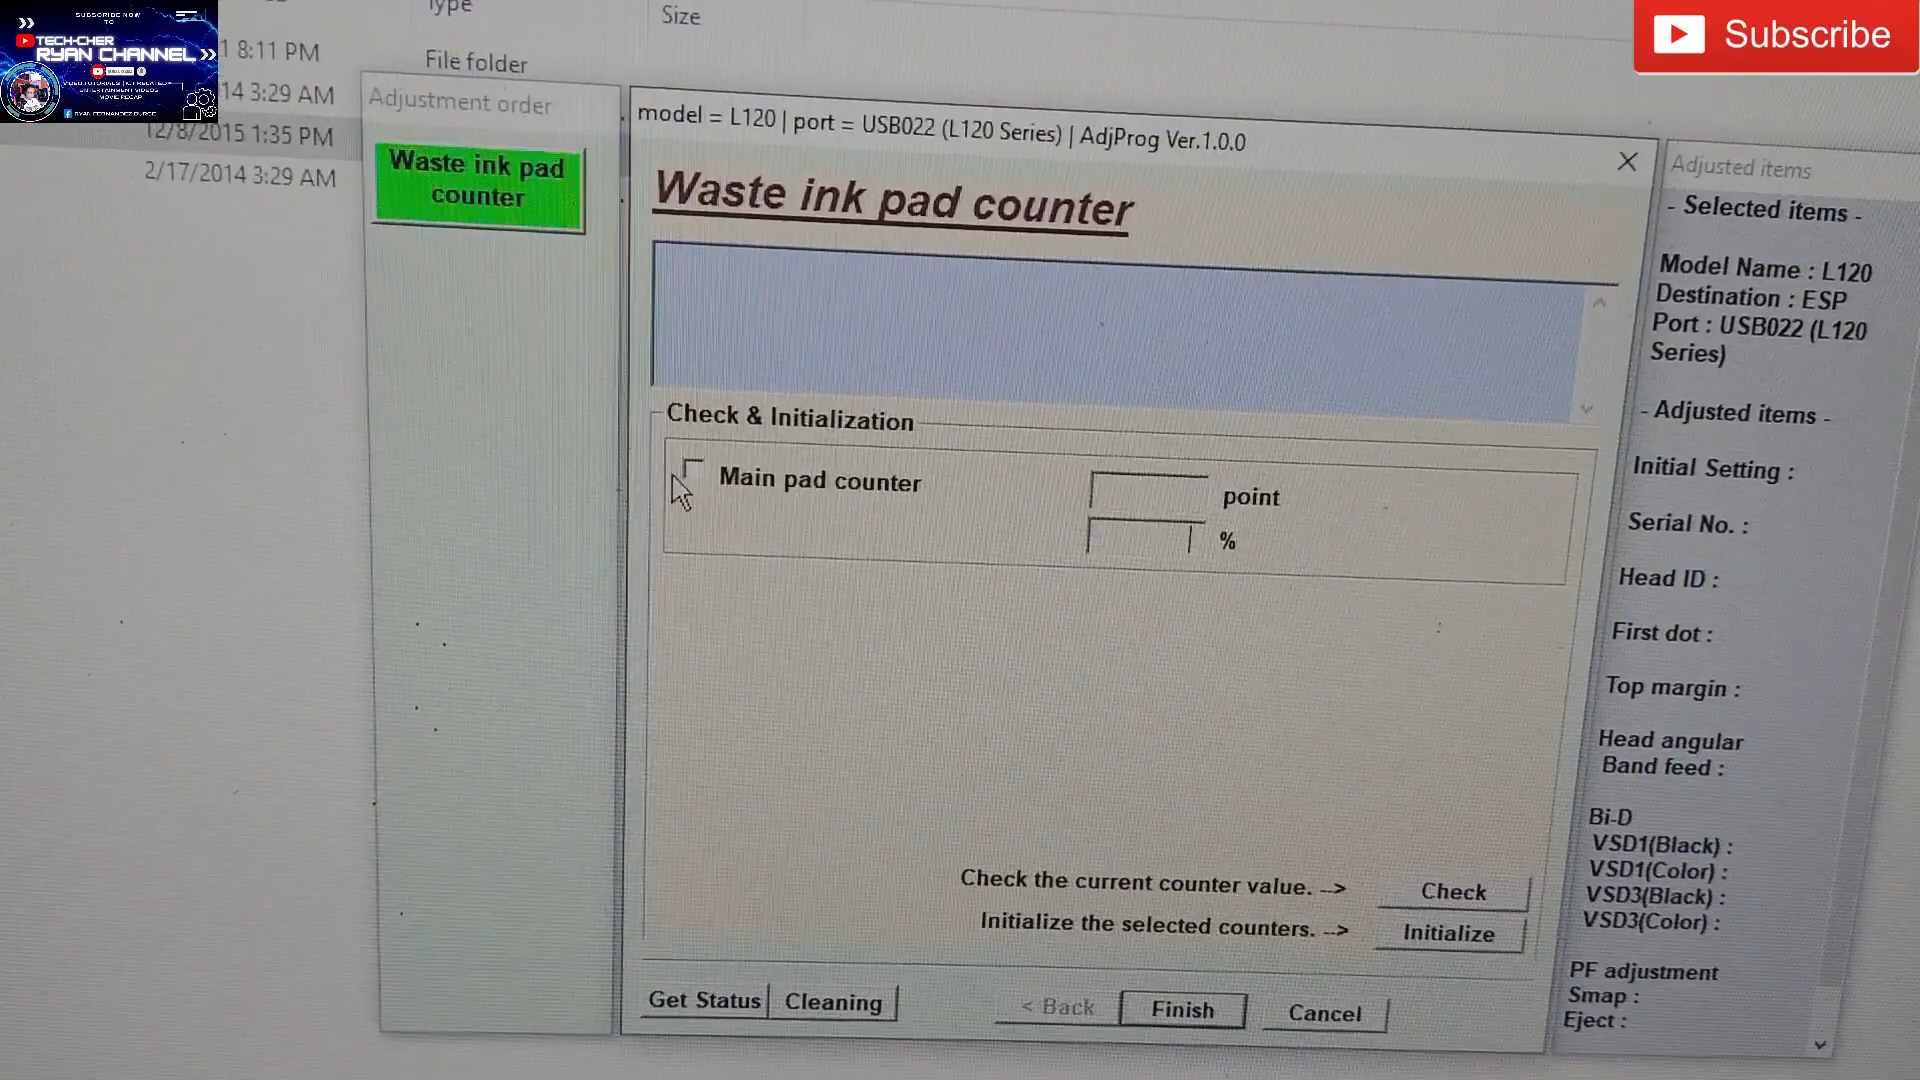 SUBSCRIBE NOW
TO
TECH-CHER
RYAN CHANNEL
Subscribe
Type
Size
1 8:11 PM
File folder
14 3:29 AM
12/8/2015 1:35 PM
2/17/2014 3:29 AM
Adjustment order
Waste ink pad
counter
model = L120 | port = USB022 (L120 Series) | AdjProg Ver.1.0.0
Waste ink pad counter
Check & Initialization
Main pad counter
point
%
Check the current counter value. -->
Check
Initialize the selected counters. -->
Initialize
Get Status
Cleaning
< Back
Finish
Cancel
Adjusted items
- Selected items -
Model Name : L120
Destination : ESP
Port : USB022 (L120
Series)
- Adjusted items -
Initial Setting :
Serial No. :
Head ID :
First dot :
Top margin :
Head angular
Band feed :
Bi-D
VSD1(Black) :
VSD1(Color) :
VSD3(Black) :
VSD3(Color) :
PF adjustment
Smap :
Eject :